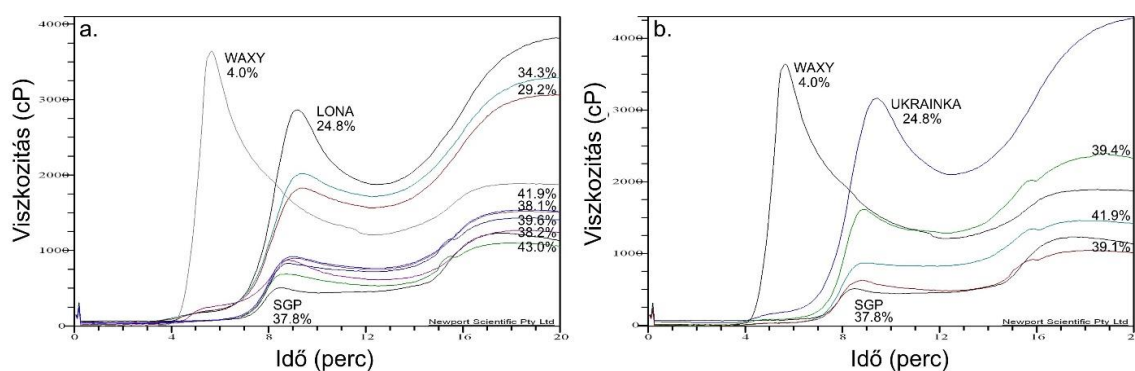 a.
Viszkozitás (cP)
4000
3000
2000
1000
0
WAXY
4.0%
LONA
24.8%
34.3%
29.2%
41.9%
38.1%
39.6%
38.2%
43.0%
SGP
37.8%
Newport Scientific Pty Ltd
0
4
8
12
16
20
Idő (perc)
b.
Viszkozitás (cP)
4000
3000
2000
1000
0
WAXY
4.0%
UKRAINKA
24.8%
39.4%
41.9%
39.1%
SGP
37.8%
Newport Scientific Pty Ltd
0
4
8
12
16
Idő (perc)